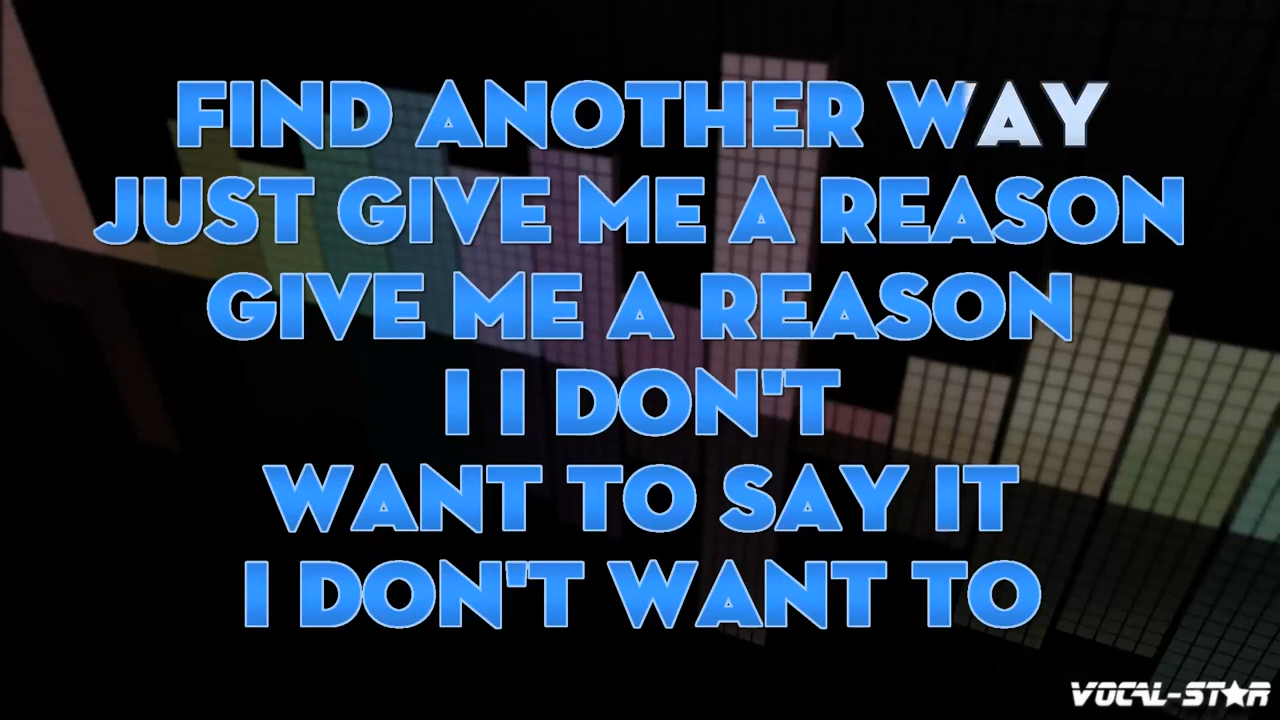 FIND ANOTHER WAY
JUST GIVE ME A REASON
GIVE ME A REASON
I I DON'T
WANT TO SAY IT
I DON'T WANT TO
VOCAL-STAR